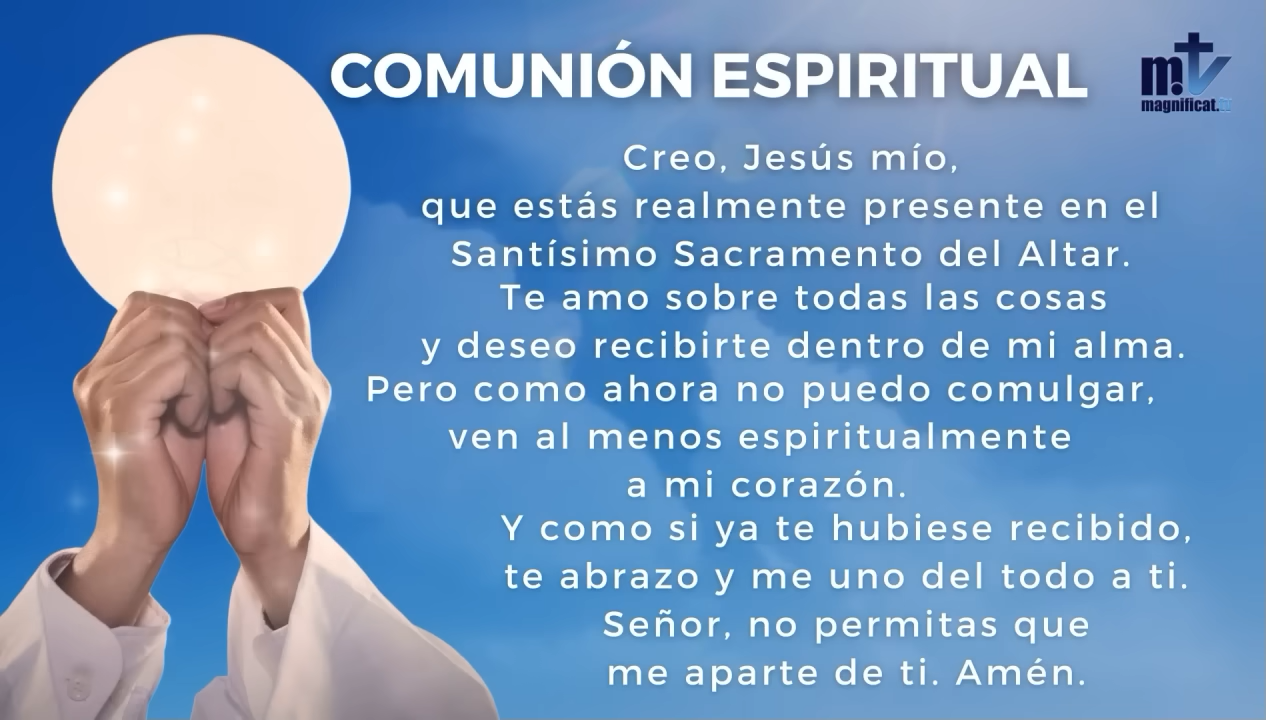 COMUNIÓN ESPIRITUAL
magnificat.tv
Creo, Jesús mío,
que estás realmente presente en el
Santísimo Sacramento del Altar.
Te amo sobre todas las cosas
y deseo recibirte dentro de mi alma.
Pero como ahora no puedo comulgar,
ven al menos espiritualmente
a mi corazón.
Y como si ya te hubiese recibido,
te abrazo y me uno del todo a ti.
Señor, no permitas que
me aparte de ti. Amén.